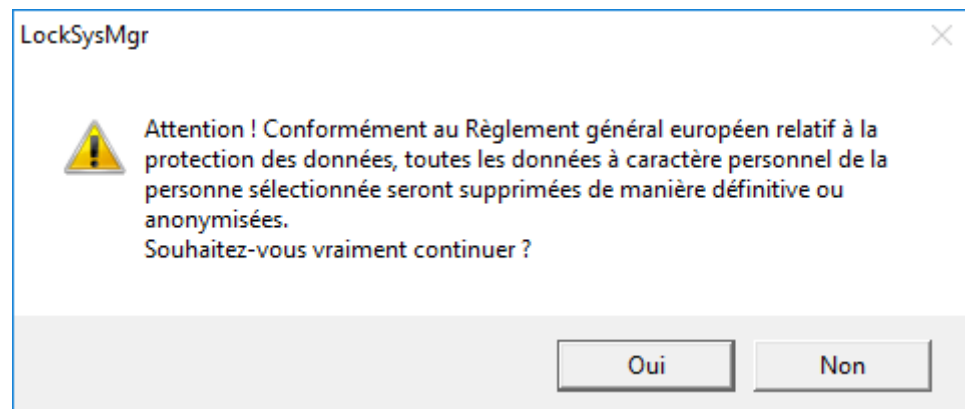 LockSysMgr
Attention ! Conformément au Règlement général européen relatif à la
protection des données, toutes les données à caractère personnel de la
personne sélectionnée seront supprimées de manière définitive ou
anonymisées.
Souhaitez-vous vraiment continuer ?
Oui
Non